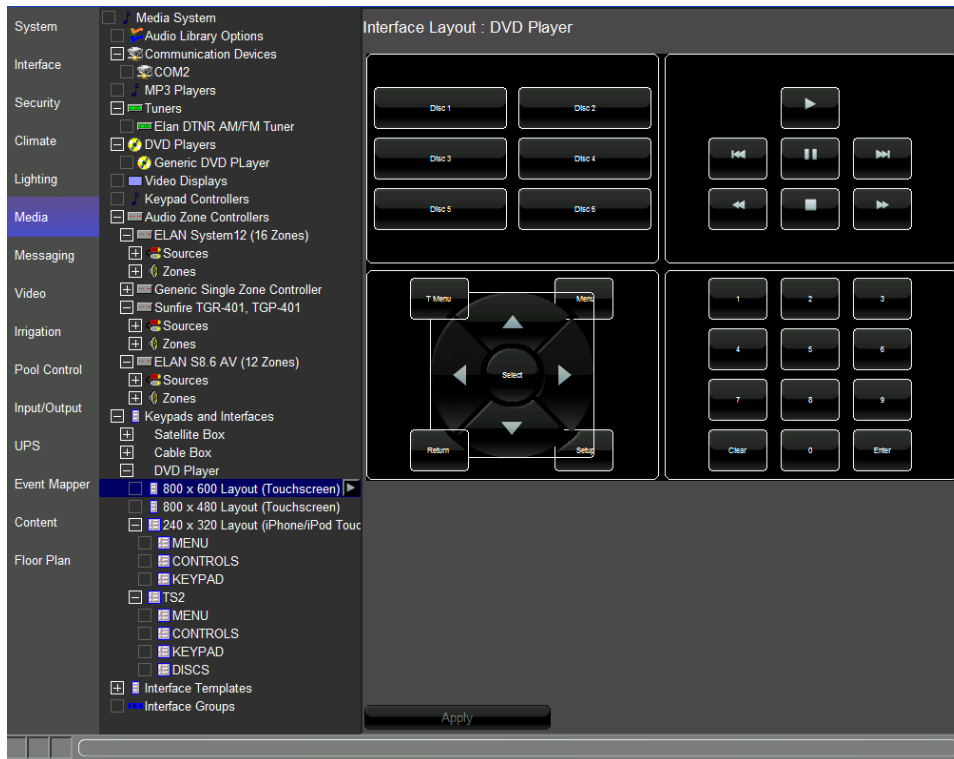 System
Interface
Security
Climate
Lighting
Media
Messaging
Video
Irrigation
Pool Control
Input/Output
UPS
Event Mapper
Content
Floor Plan
Media System
Audio Library Options
Communication Devices
COM2
MP3 Players
Tuners
Elan DTNR AM/FM Tuner
DVD Players
Generic DVD PLayer
Video Displays
Keypad Controllers
Audio Zone Controllers
ELAN System12 (16 Zones)
Sources
Zones
Generic Single Zone Controller
Sunfire TGR-401, TGP-401
Sources
Zones
ELAN S8.6 AV (12 Zones)
Sources
Zones
Keypads and Interfaces
Satellite Box
Cable Box
DVD Player
800 x 600 Layout (Touchscreen)
800 x 480 Layout (Touchscreen)
240 x 320 Layout (iPhone/iPod Touc
MENU
CONTROLS
KEYPAD
TS2
MENU
CONTROLS
KEYPAD
DISCS
Interface Templates
Interface Groups
Interface Layout : DVD Player
Disc 1 Disc 2
Disc 3 Disc 4
Disc 5 Disc 6
T Menu Menu
Select
Return Setup
1 2 3
4 5 6
7 8 9
Clear 0 Enter
Apply